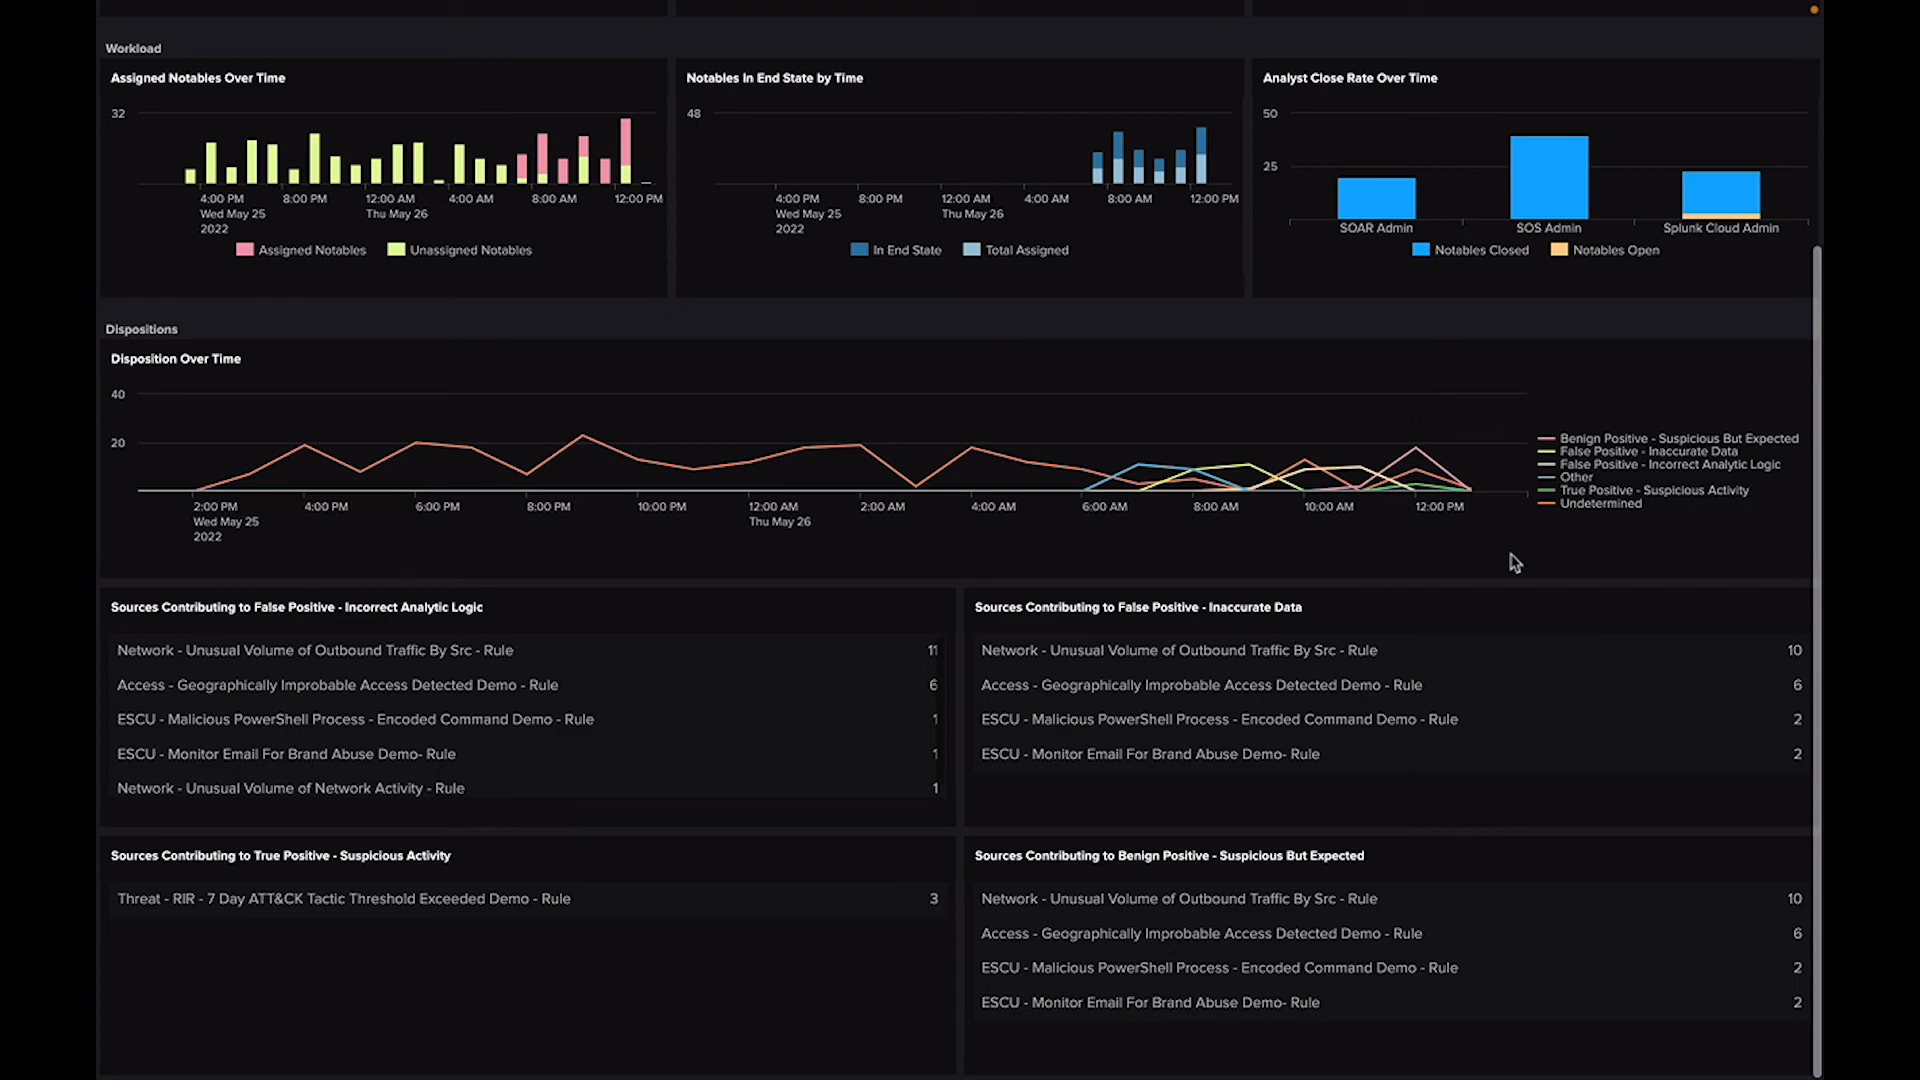 Workload
Assigned Notables Over Time
32
4:00 PM
Wed May 25
2022
8:00 PM
12:00 AM
Thu May 26
4:00 AM
8:00 AM
12:00 PM
Assigned Notables
Unassigned Notables
Notables In End State by Time
48
4:00 PM
Wed May 25
2022
8:00 PM
12:00 AM
Thu May 26
4:00 AM
8:00 AM
12:00 PM
In End State
Total Assigned
Analyst Close Rate Over Time
50
25
SOAR Admin
SOS Admin
Splunk Cloud Admin
Notables Closed
Notables Open
Dispositions
Disposition Over Time
40
20
2:00 PM
Wed May 25
2022
4:00 PM
6:00 PM
8:00 PM
10:00 PM
12:00 AM
Thu May 26
2:00 AM
4:00 AM
6:00 AM
8:00 AM
10:00 AM
12:00 PM
Benign Positive - Suspicious But Expected
False Positive - Inaccurate Data
False Positive - Incorrect Analytic Logic
Other
True Positive - Suspicious Activity
Undetermined
Sources Contributing to False Positive - Incorrect Analytic Logic
Network - Unusual Volume of Outbound Traffic By Src - Rule 11
Access - Geographically Improbable Access Detected Demo - Rule 6
ESCU - Malicious PowerShell Process - Encoded Command Demo - Rule 1
ESCU - Monitor Email For Brand Abuse Demo- Rule 1
Network - Unusual Volume of Network Activity - Rule 1
Sources Contributing to False Positive - Inaccurate Data
Network - Unusual Volume of Outbound Traffic By Src - Rule 10
Access - Geographically Improbable Access Detected Demo - Rule 6
ESCU - Malicious PowerShell Process - Encoded Command Demo - Rule 2
ESCU - Monitor Email For Brand Abuse Demo- Rule 2
Sources Contributing to True Positive - Suspicious Activity
Threat - RIR - 7 Day ATT&CK Tactic Threshold Exceeded Demo - Rule 3
Sources Contributing to Benign Positive - Suspicious But Expected
Network - Unusual Volume of Outbound Traffic By Src - Rule 10
Access - Geographically Improbable Access Detected Demo - Rule 6
ESCU - Malicious PowerShell Process - Encoded Command Demo - Rule 2
ESCU - Monitor Email For Brand Abuse Demo- Rule 2